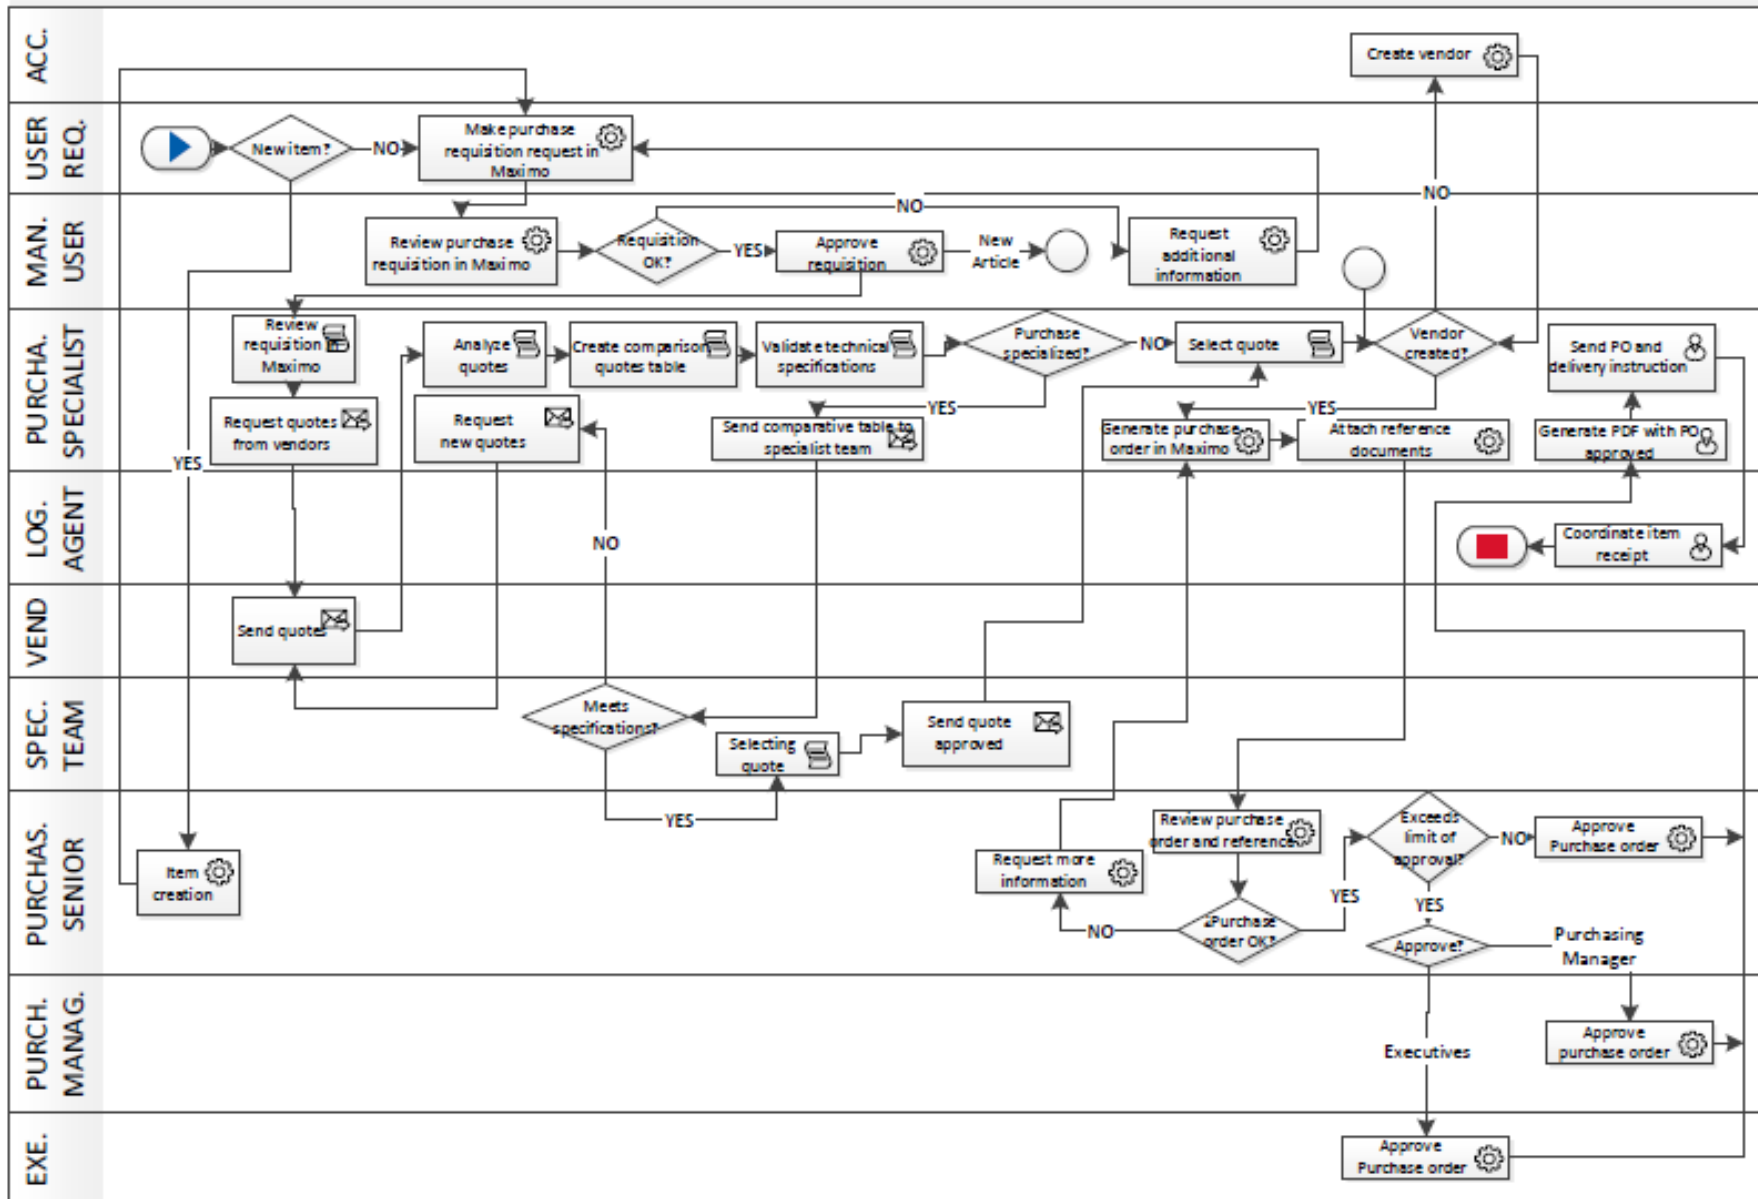 ACC.
Create vendor
USER
REQ.
New item?
NO
Make purchase
requisition request in
Maximo
NO
MAN.
USER
Review purchase
requisition in Maximo
Requisition
OK?
YES
Approve
requisition
New
Article
NO
Request
additional
information
PURCHA.
SPECIALIST
Review
requisition
Maximo
Analyze
quotes
Create comparison
quotes table
Validate technical
specifications
Purchase
specialized?
NO
Select quote
Vendor
created?
Send PO and
delivery instruction
Request quotes
from vendors
Request
new quotes
YES
Send comparative table to
specialist team
YES
Generate purchase
order in Maximo
Attach reference
documents
Generate PDF with PO
approved
YES
LOG.
AGENT
NO
Coordinate item
receipt
VEND
Send quotes
SPEC.
TEAM
Meets
specifications?
Selecting
quote
Send quote
approved
YES
PURCHAS.
SENIOR
Item
creation
Request more
information
Review purchase
order and reference
Exceeds
limit of
approval?
NO
Approve
Purchase order
NO
¿Purchase
order OK?
YES
YES
Approve?
Purchasing
Manager
PURCH.
MANAG.
Executives
Approve
purchase order
EXE.
Approve
Purchase order